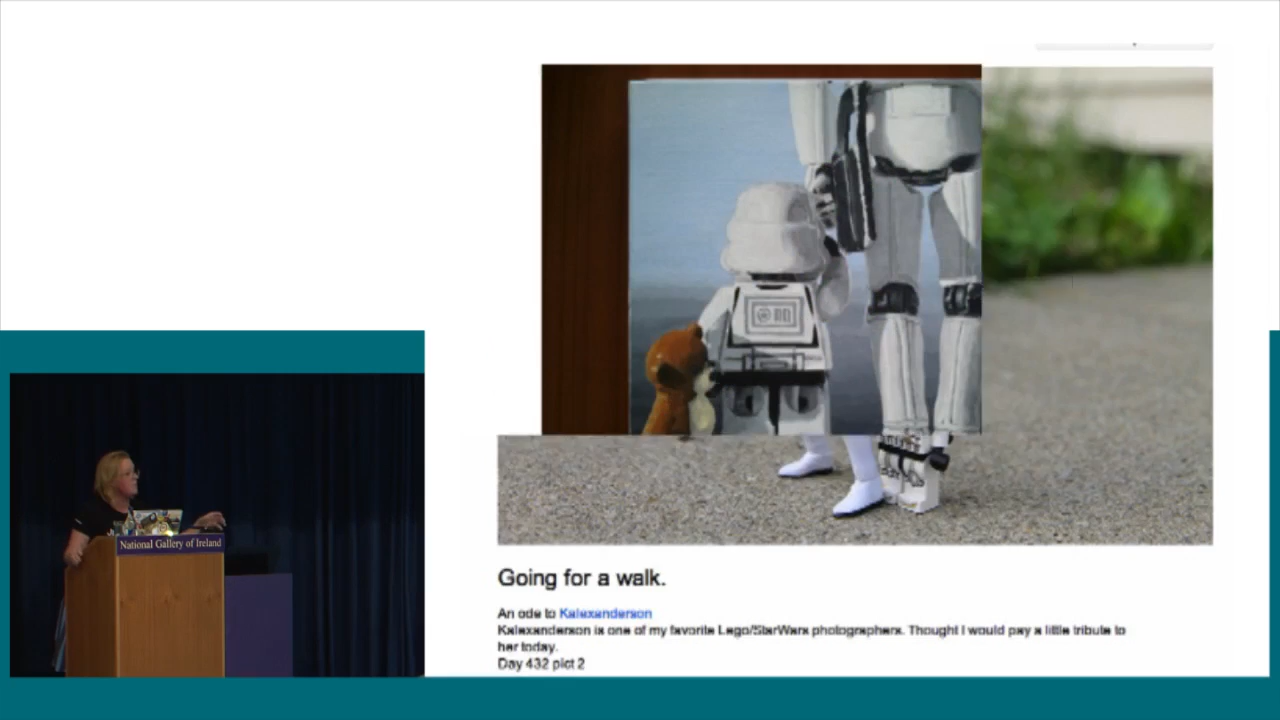 National Gallery of Ireland
Going for a walk.
An ode to Kalexanderson
Kalexanderson is one of my favorite Lego/StarWars photographers. Thought I would pay a little tribute to
her today.
Day 432 pict 2